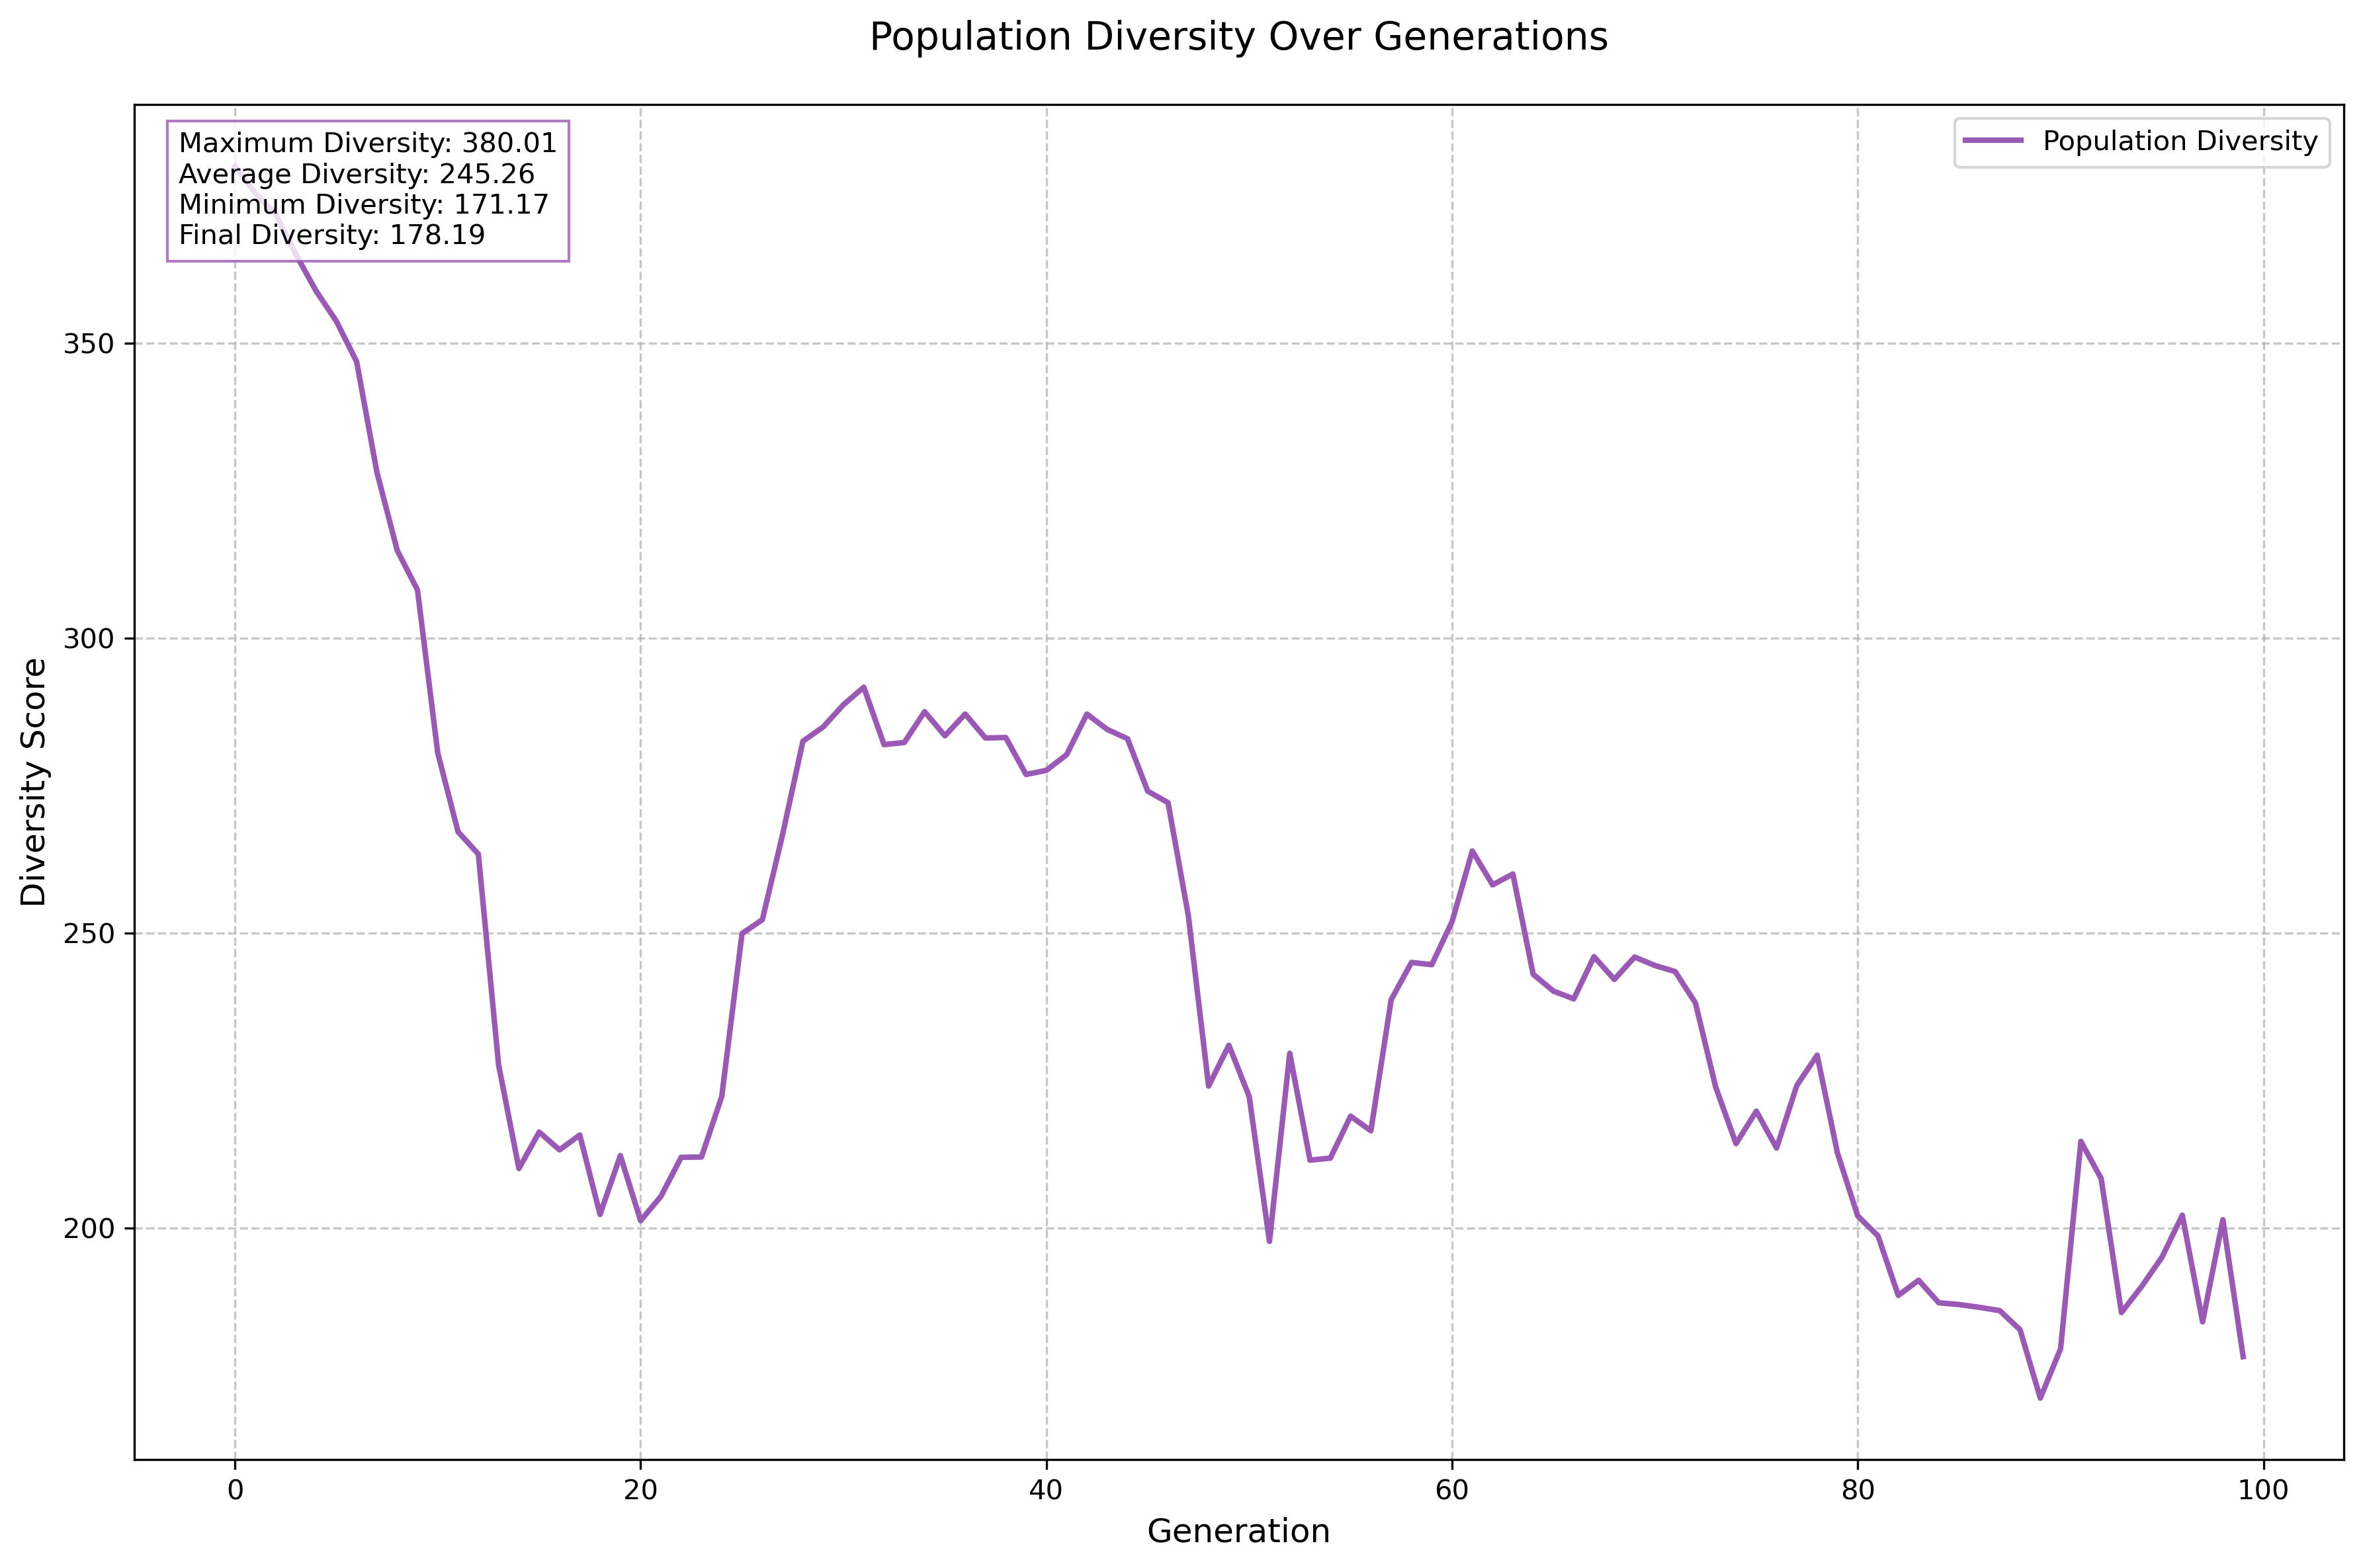 Population Diversity Over Generations
Maximum Diversity: 380.01
Average Diversity: 245.26
Minimum Diversity: 171.17
Final Diversity: 178.19
Population Diversity
350
300
250
200
Diversity Score
0
20
40
60
80
100
Generation